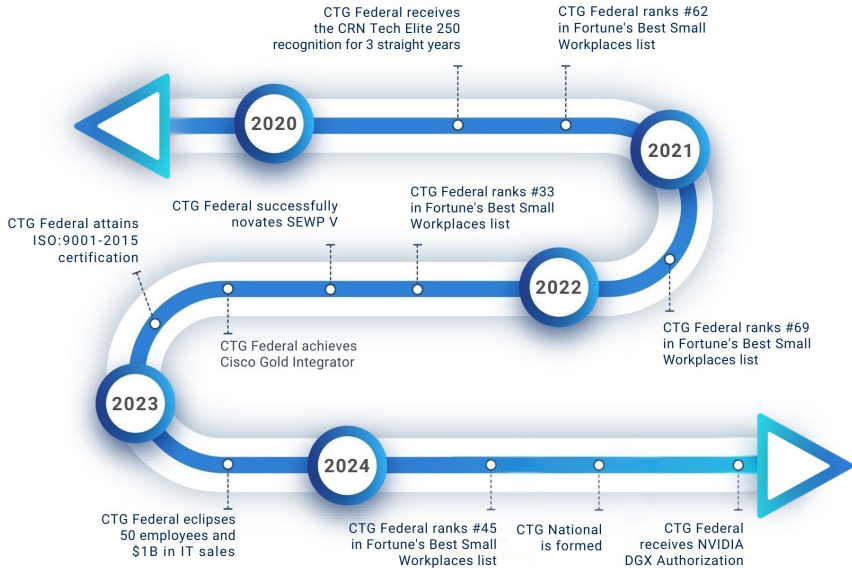 CTG Federal receives
the CRN Tech Elite 250
recognition for 3 straight years
CTG Federal ranks #62
in Fortune's Best Small
Workplaces list
2020
2021
CTG Federal ranks #69
in Fortune's Best Small
Workplaces list
2022
CTG Federal ranks #33
in Fortune's Best Small
Workplaces list
CTG Federal successfully
novates SEWP V
CTG Federal achieves
Cisco Gold Integrator
CTG Federal attains
ISO:9001-2015
certification
2023
CTG Federal eclipses
50 employees and
$1B in IT sales
2024
CTG Federal ranks #45
in Fortune's Best Small
Workplaces list
CTG National
is formed
CTG Federal
receives NVIDIA
DGX Authorization